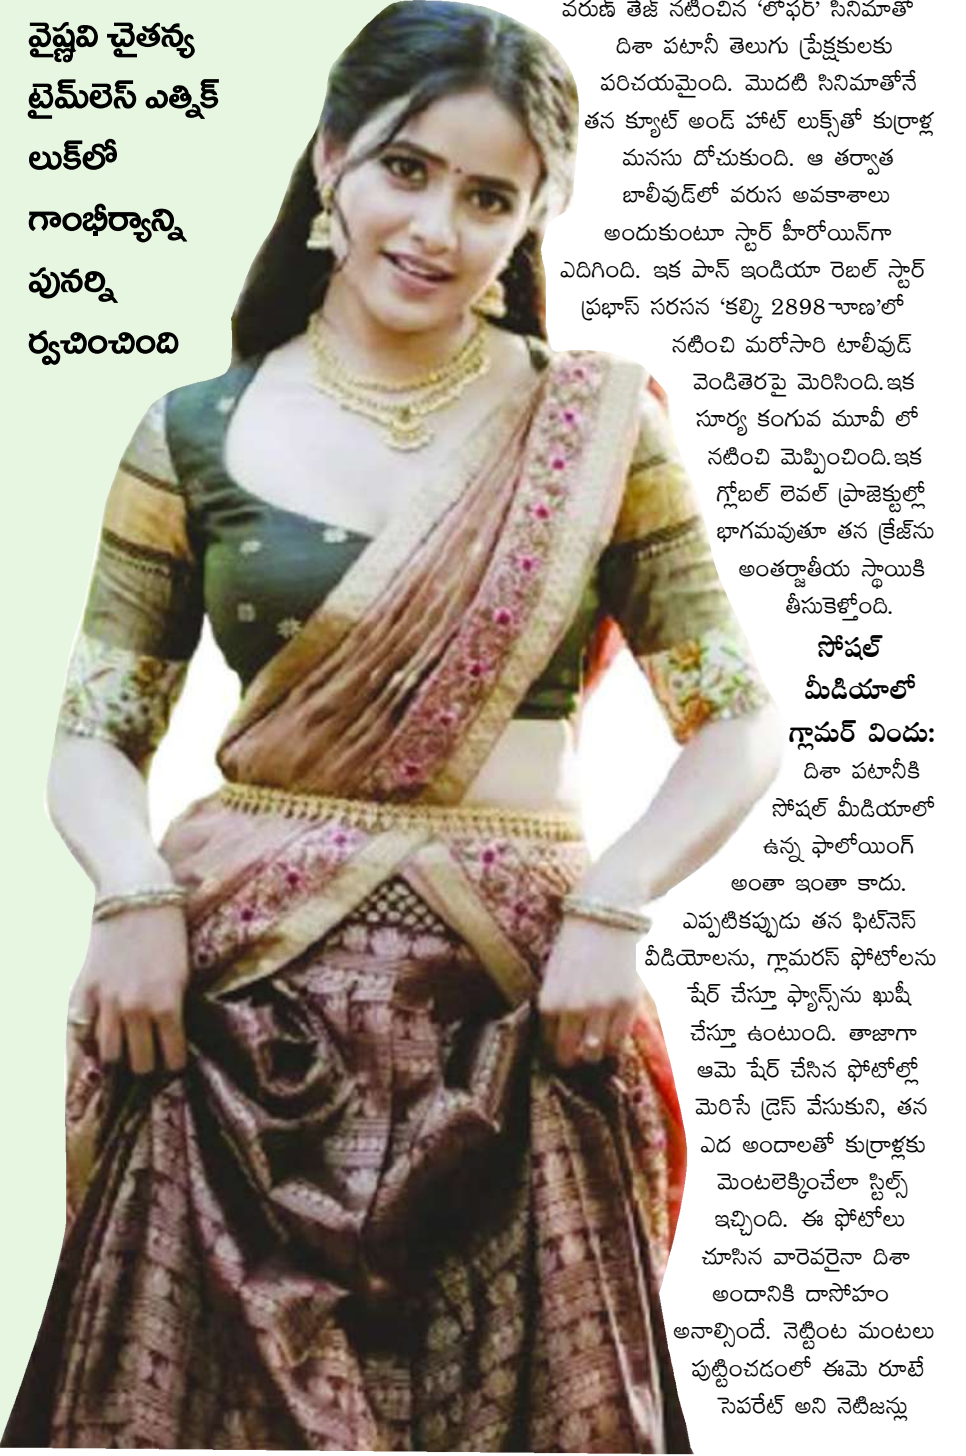 వైష్ణవి చైతన్య
టైమ్‌లెస్ ఎత్నిక్
లుక్‌లో
గాంభీర్యాన్ని
పునర్ని
ర్వచించింది
వరుణ్ తేజ్ నటించిన ‘లోఫర్’ సినిమాతో
దిశా పటానీ తెలుగు ప్రేక్షకులకు
పరిచయమైంది. మొదటి సినిమాతోనే
తన క్యూట్ అండ్ హాట్ లుక్స్‌తో కుర్రాళ్ల
మనసు దోచుకుంది. ఆ తర్వాత
బాలీవుడ్‌లో వరుస అవకాశాలు
అందుకుంటూ స్టార్ హీరోయిన్‌గా
ఎదిగింది. ఇక పాన్ ఇండియా రెబల్ స్టార్
ప్రభాస్ సరసన ‘కల్కి 2898 ’లో
నటించి మరోసారి టాలీవుడ్
వెండితెరపై మెరిసింది.ఇక
సూర్య కంగువ మూవీ లో
నటించి మెప్పించింది.ఇక
గ్లోబల్ లెవల్ ప్రాజెక్టుల్లో
భాగమవుతూ తన క్రేజ్‌ను
అంతర్జాతీయ స్థాయికి
తీసుకెళ్తోంది.
సోషల్
మీడియాలో
గ్లామర్ విందు:
దిశా పటానీకి
సోషల్ మీడియాలో
ఉన్న ఫాలోయింగ్
అంతా ఇంతా కాదు.
ఎప్పటికప్పుడు తన ఫిట్‌నెస్
వీడియోలను, గ్లామరస్ ఫోటోలను
షేర్ చేస్తూ ఫ్యాన్స్‌ను ఖుషీ
చేస్తూ ఉంటుంది. తాజాగా
ఆమె షేర్ చేసిన ఫోటోల్లో
మెరిసే డ్రెస్ వేసుకుని, తన
ఎద అందాలతో కుర్రాళ్లకు
మెంటలెక్కించేలా స్టిల్స్
ఇచ్చింది. ఈ ఫోటోలు
చూసిన వారెవరైనా దిశా
అందానికి దాసోహం
అనాల్సిందే. నెట్టింట మంటలు
పుట్టించడంలో ఈమె రూటే
సెపరేట్ అని నెటిజన్లు